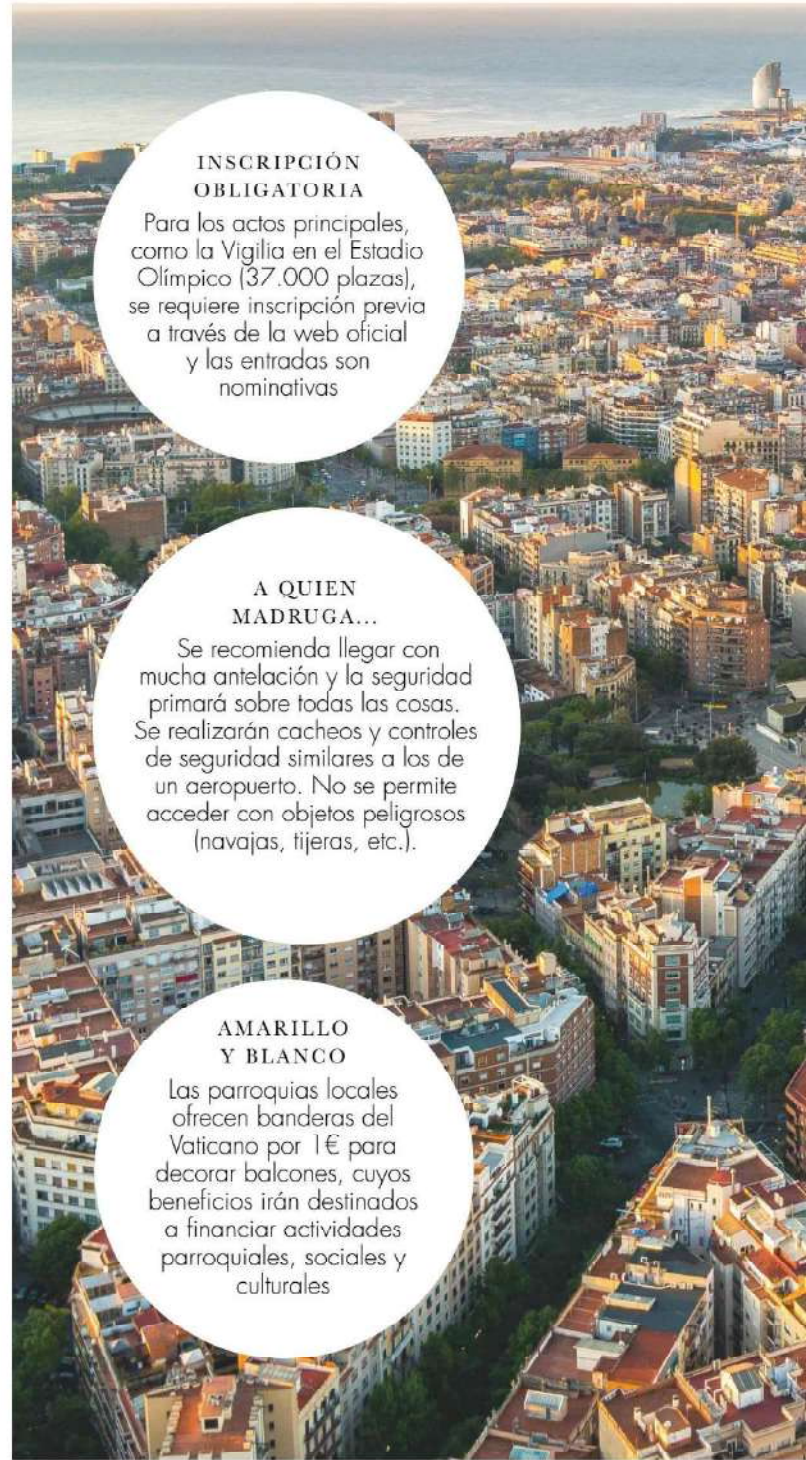 INSCRIPCIÓN
OBLIGATORIA
Para los actos principales,
como la Vigilia en el Estadio
Olímpico (37.000 plazas),
se requiere inscripción previa
a través de la web oficial
y las entradas son
nominativas
A QUIEN
MADRUGA...
Se recomienda llegar con
mucha antelación y la seguridad
primará sobre todas las cosas.
Se realizarán cacheos y controles
de seguridad similares a los de
un aeropuerto. No se permite
acceder con objetos peligrosos
(navajas, tijeras, etc.).
AMARILLO
Y BLANCO
Las parroquias locales
ofrecen banderas del
Vaticano por 1€ para
decorar balcones, cuyos
beneficios irán destinados
a financiar actividades
parroquiales, sociales y
culturales